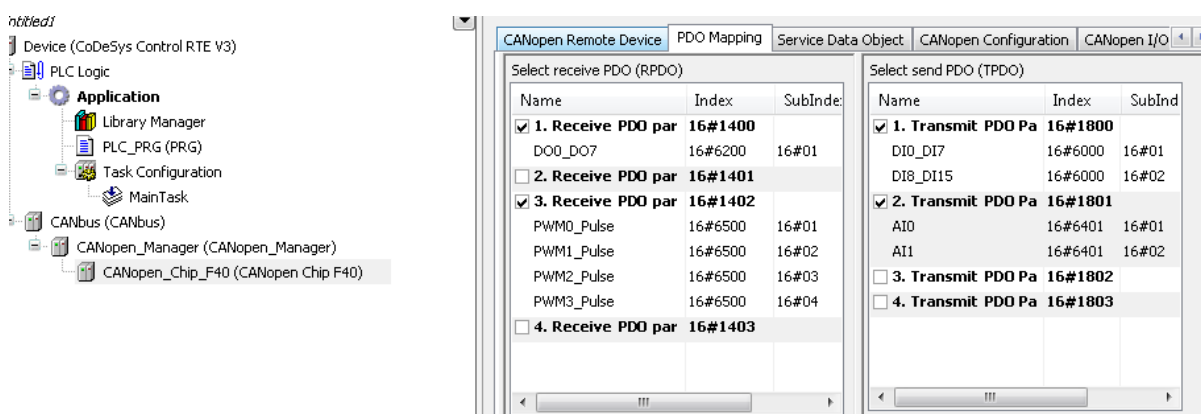 Device (CoDeSys Control RTE V3)
PLC Logic
Application
Library Manager
PLC_PRG (PRG)
Task Configuration
MainTask
CANbus (CANbus)
CANopen_Manager (CANopen_Manager)
CANopen_Chip_F40 (CANopen Chip F40)
CANopen Remote Device PDO Mapping Service Data Object CANopen Configuration CANopen I/O
Select receive PDO (RPDO)
Name Index SubInde
1. Receive PDO par 16#1400
DO0_DO7 16#6200 16#01
2. Receive PDO par 16#1401
3. Receive PDO par 16#1402
PWM0_Pulse 16#6500 16#01
PWM1_Pulse 16#6500 16#02
PWM2_Pulse 16#6500 16#03
PWM3_Pulse 16#6500 16#04
4. Receive PDO par 16#1403
Select send PDO (TPDO)
Name Index SubInd
1. Transmit PDO Pa 16#1800
DI0_DI7 16#6000 16#01
DI8_DI15 16#6000 16#02
2. Transmit PDO Pa 16#1801
AI0 16#6401 16#01
AI1 16#6401 16#02
3. Transmit PDO Pa 16#1802
4. Transmit PDO Pa 16#1803